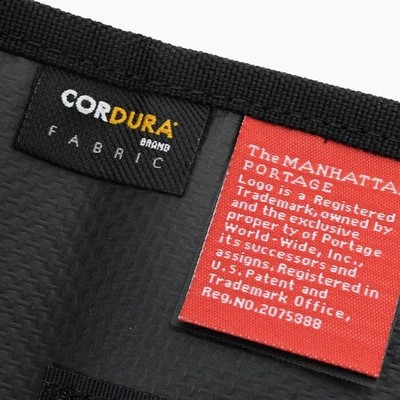 CORDURA
BRAND
FABRIC
The MANHATTA
PORTAGE
Logo is a Registered
Trademark, owned by
and the exclusive
property of Portage
World-Wide, Inc.,
its successors and
assigns. Registered in
U.S. Patent and
Trademark Office,
Reg.NO.2075388